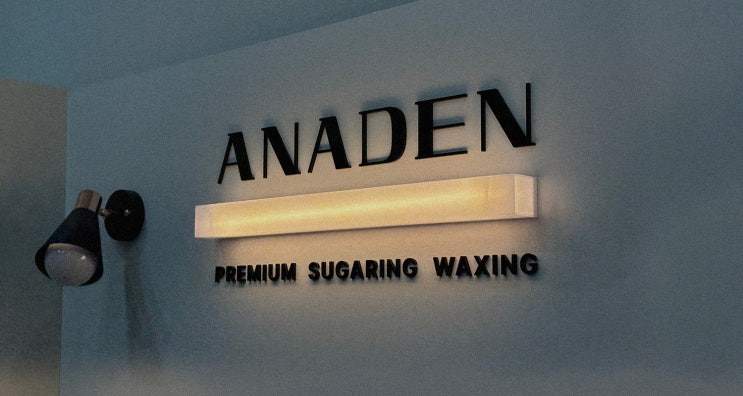 ANADEN
PREMIUM SUGARING WAXING